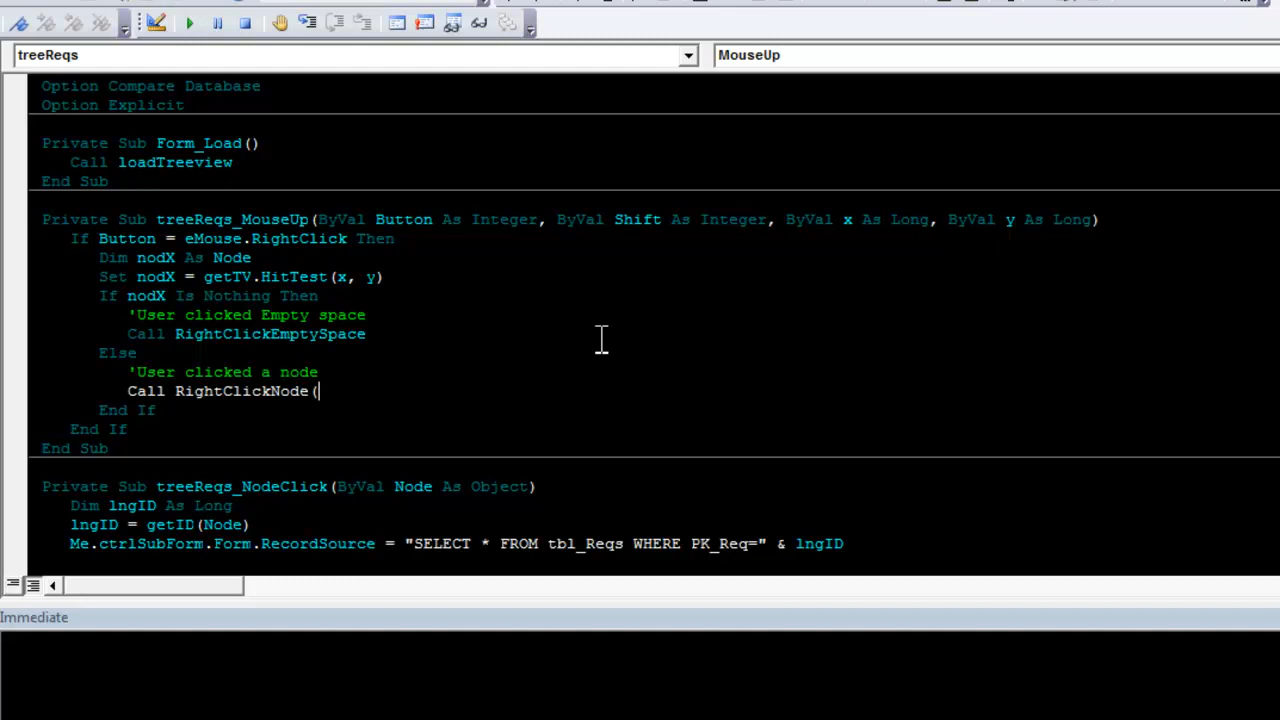 treeReqs
MouseUp
Option Compare Database
Option Explicit
Private Sub Form_Load()
Call loadTreeview
End Sub
Private Sub treeReqs_MouseUp(ByVal Button As Integer, ByVal Shift As Integer, ByVal x As Long, ByVal y As Long)
If Button = eMouse.RightClick Then
Dim nodX As Node
Set nodX = getTV.HitTest(x, y)
If nodX Is Nothing Then
'User clicked Empty space
Call RightClickEmptySpace
Else
'User clicked a node
Call RightClickNode(
End If
End If
End Sub
Private Sub treeReqs_NodeClick(ByVal Node As Object)
Dim lngID As Long
lngID = getID(Node)
Me.ctrlSubForm.Form.RecordSource = "SELECT * FROM tbl_Reqs WHERE PK_Req=" & lngID
Immediate